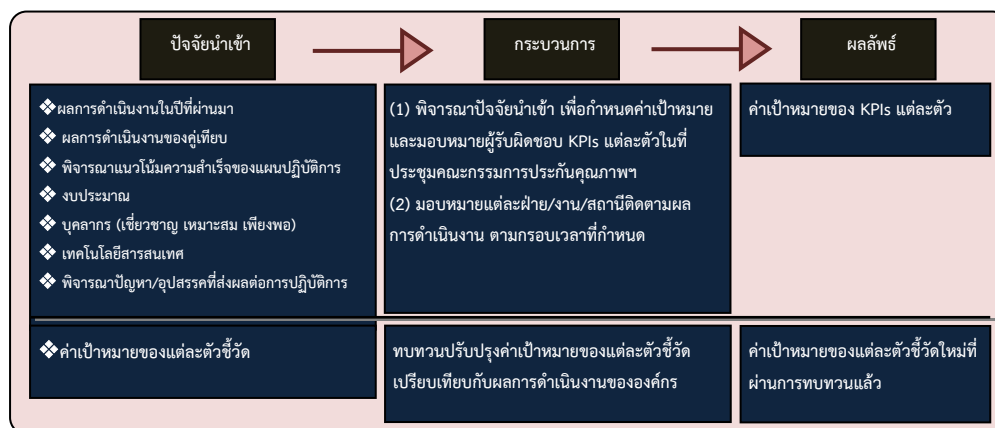 ปัจจัยนำเข้า
กระบวนการ
ผลลัพธ์
❖ผลการดำเนินงานในปีที่ผ่านมา
❖ ผลการดำเนินงานของคู่เทียบ
❖ พิจารณาแนวโน้มความสำเร็จของแผนปฏิบัติการ
❖ งบประมาณ
❖ บุคลากร (เชี่ยวชาญ เหมาะสม เพียงพอ)
❖ เทคโนโลยีสารสนเทศ
❖ พิจารณาปัญหา/อุปสรรคที่ส่งผลต่อการปฏิบัติการ
(1) พิจารณาปัจจัยนำเข้า เพื่อกำหนดค่าเป้าหมาย
และมอบหมายผู้รับผิดชอบ KPIs แต่ละตัวในที่
ประชุมคณะกรรมการประกันคุณภาพฯ
(2) มอบหมายแต่ละฝ่าย/งาน/สถานีติดตามผล
การดำเนินงาน ตามกรอบเวลาที่กำหนด
ค่าเป้าหมายของ KPIs แต่ละตัว
❖ค่าเป้าหมายของแต่ละตัวชี้วัด
ทบทวนปรับปรุงค่าเป้าหมายของแต่ละตัวชี้วัด
เปรียบเทียบกับผลการดำเนินงานขององค์กร
ค่าเป้าหมายของแต่ละตัวชี้วัดใหม่ที่
ผ่านการทบทวนแล้ว